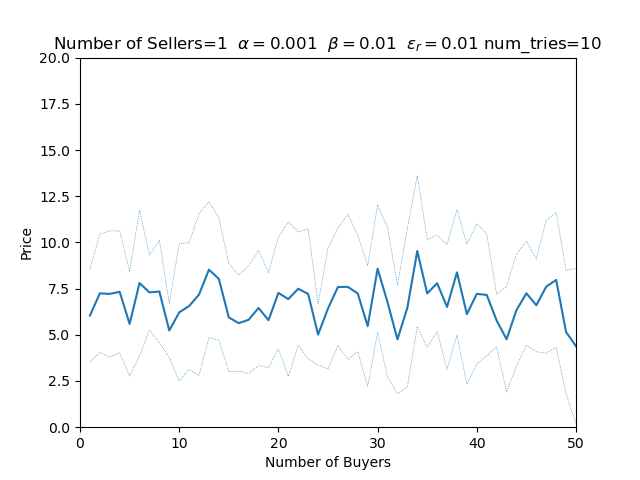 Number of Sellers=1 α = 0.001 β = 0.01 ε_r = 0.01 num_tries=10
20.0
17.5
15.0
12.5
10.0
7.5
5.0
2.5
0.0
Price
0 10 20 30 40 50
Number of Buyers